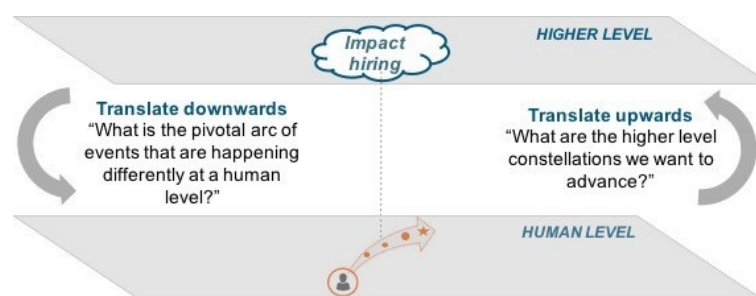 Impact
hiring
HIGHER LEVEL
Translate downwards
“What is the pivotal arc of
events that are happening
differently at a human
level?”
Translate upwards
“What are the higher level
constellations we want to
advance?”
HUMAN LEVEL